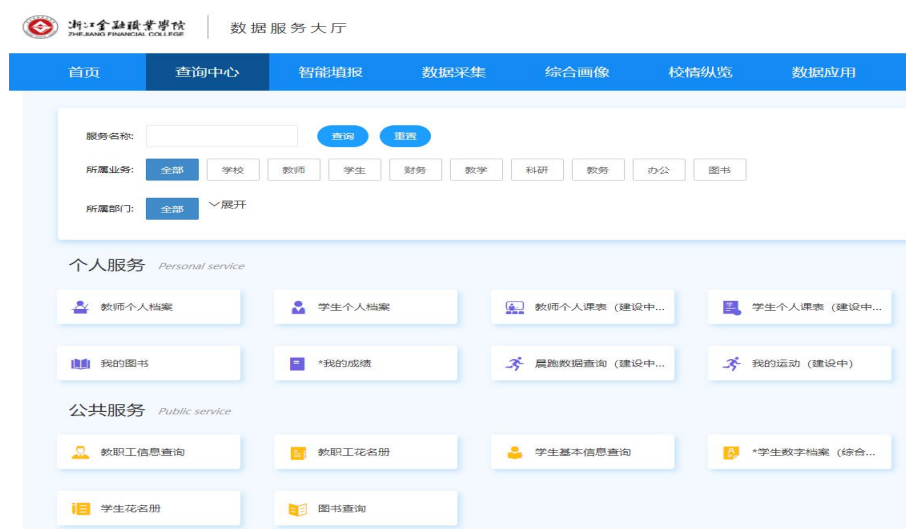 浙江金融職業學院 数据服务大厅
ZHEJIANG FINANCIAL COLLEGE
首页 查询中心 智能填报 数据采集 综合画像 校情纵览 数据应用
服务名称: 查询 重置
所属业务: 全部 学校 教师 学生 财务 教学 科研 教务 办公 图书
所属部门: 全部 展开
个人服务 Personal service
教师个人档案 学生个人档案 教师个人课表（建设中... 学生个人课表（建设中...
我的图书 *我的成绩 晨跑数据查询（建设中... 我的运动（建设中）
公共服务 Public service
教职工信息查询 教职工花名册 学生基本信息查询 *学生数字档案（综合...
学生花名册 图书查询